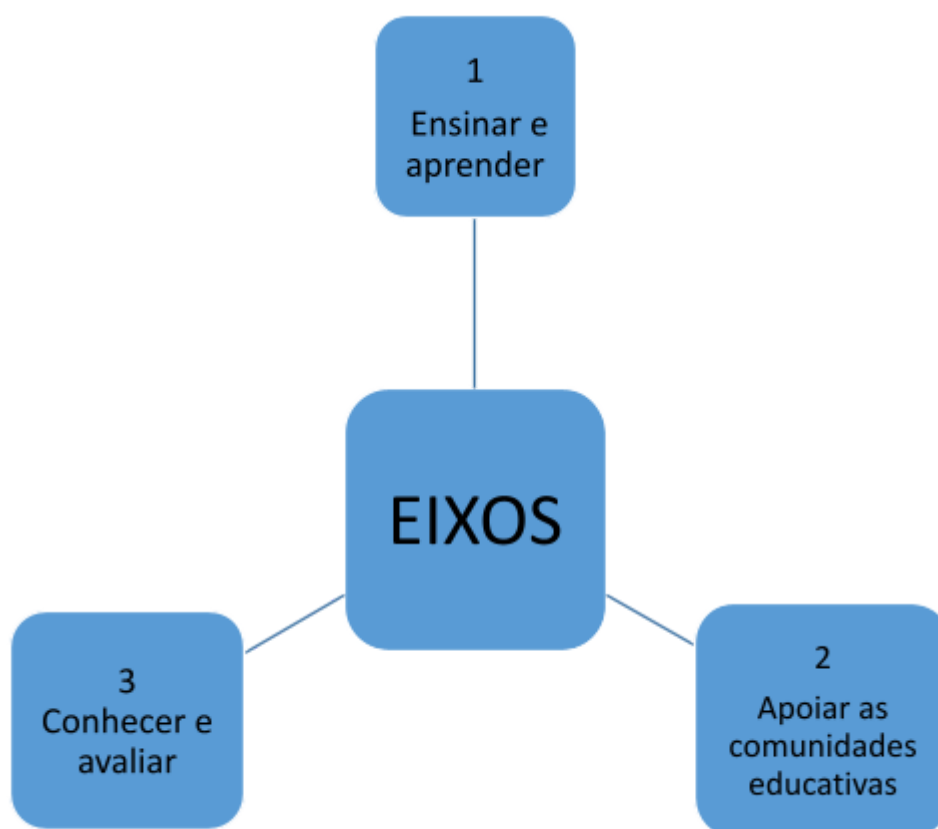 1
Ensinar e
aprender
EIXOS
3
Conhecer e
avaliar
2
Apoiar as
comunidades
educativas